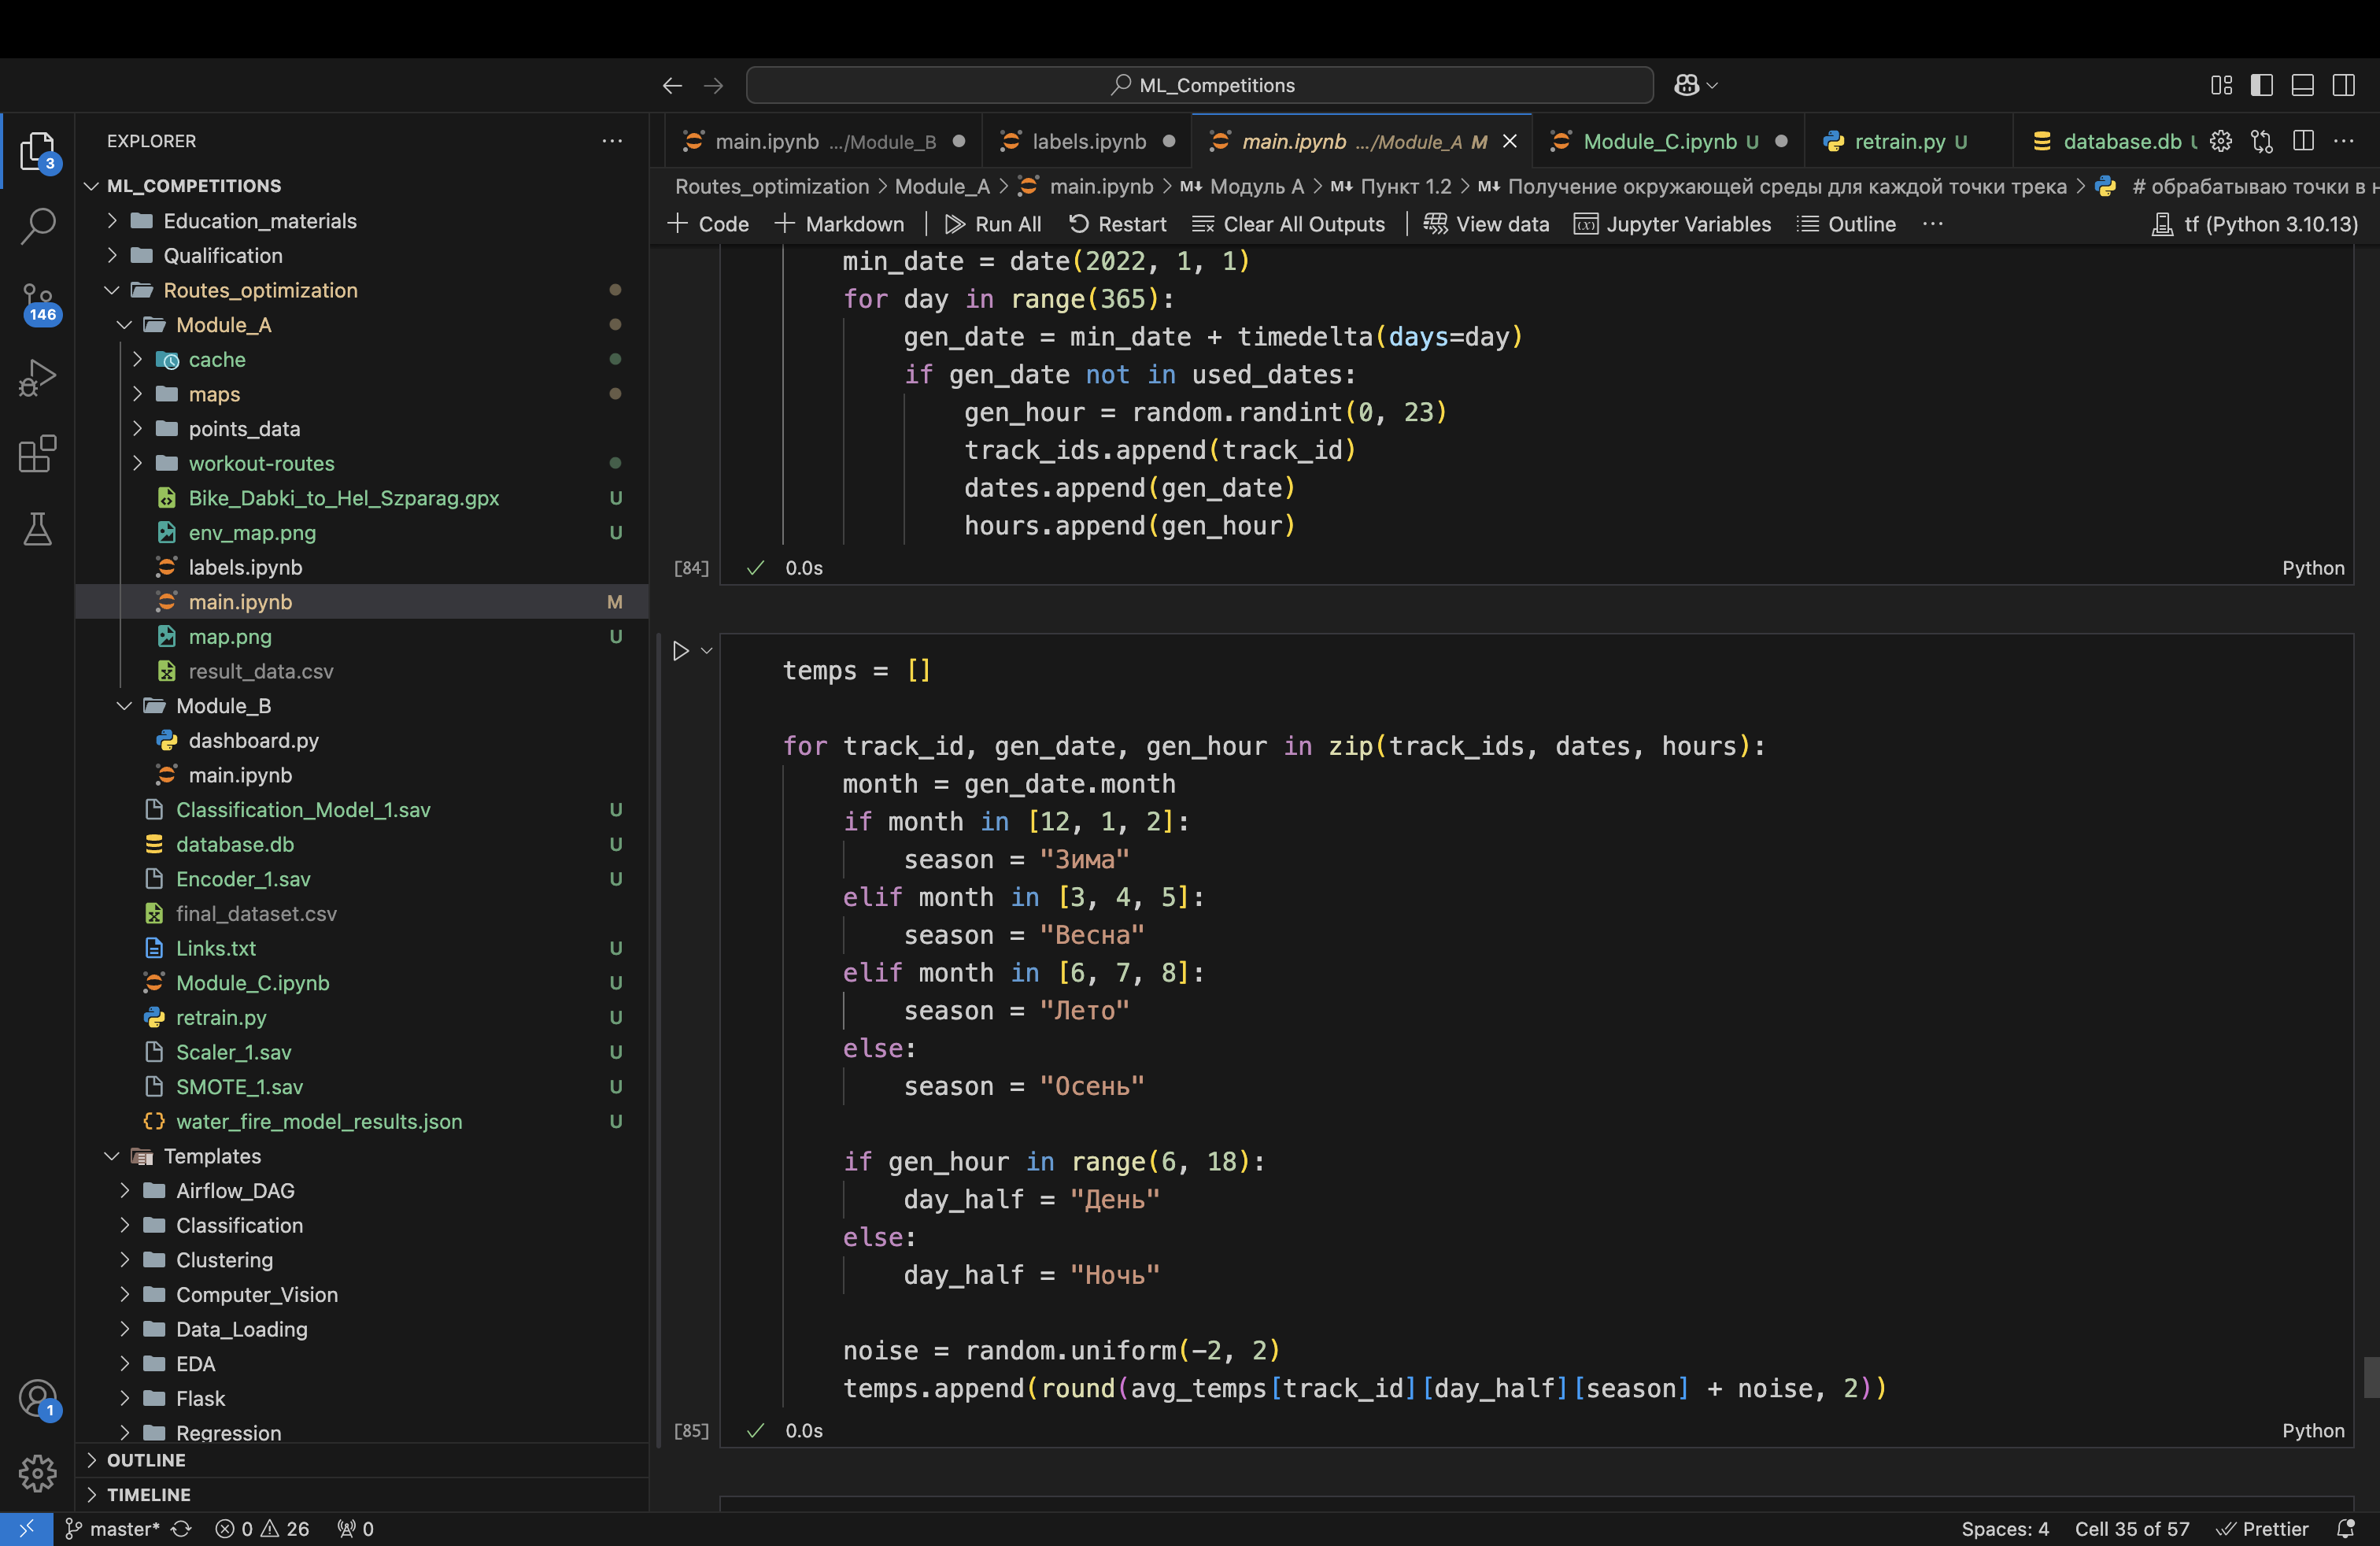 ML_Competitions
EXPLORER
3
146
1
ML_COMPETITIONS
Education_materials
Qualification
Routes_optimization
Module_A
cache
maps
points_data
workout-routes
Bike_Dabki_to_Hel_Szparag.gpx U
env_map.png U
labels.ipynb
main.ipynb M
map.png U
result_data.csv
Module_B
dashboard.py
main.ipynb
Classification_Model_1.sav U
database.db U
Encoder_1.sav U
final_dataset.csv
Links.txt U
Module_C.ipynb U
retrain.py U
Scaler_1.sav U
SMOTE_1.sav U
water_fire_model_results.json U
Templates
Airflow_DAG
Classification
Clustering
Computer_Vision
Data_Loading
EDA
Flask
Regression
OUTLINE
TIMELINE
main.ipynb .../Module_B labels.ipynb main.ipynb .../Module_A M Module_C.ipynb U retrain.py U database.db
Routes_optimization > Module_A > main.ipynb > M↓ Модуль А > M↓ Пункт 1.2 > M↓ Получение окружающей среды для каждой точки трека > # обрабатываю точки в
+ Code + Markdown | Run All Restart Clear All Outputs | View data Jupyter Variables Outline ... tf (Python 3.10.13)
min_date = date(2022, 1, 1)
for day in range(365):
gen_date = min_date + timedelta(days=day)
if gen_date not in used_dates:
gen_hour = random.randint(0, 23)
track_ids.append(track_id)
dates.append(gen_date)
hours.append(gen_hour)
[84] 0.0s Python
temps = []
for track_id, gen_date, gen_hour in zip(track_ids, dates, hours):
month = gen_date.month
if month in [12, 1, 2]:
season = "Зима"
elif month in [3, 4, 5]:
season = "Весна"
elif month in [6, 7, 8]:
season = "Лето"
else:
season = "Осень"
if gen_hour in range(6, 18):
day_half = "День"
else:
day_half = "Ночь"
noise = random.uniform(-2, 2)
temps.append(round(avg_temps[track_id][day_half][season] + noise, 2))
[85] 0.0s Python
master* 0 26 0 Spaces: 4 Cell 35 of 57 Prettier